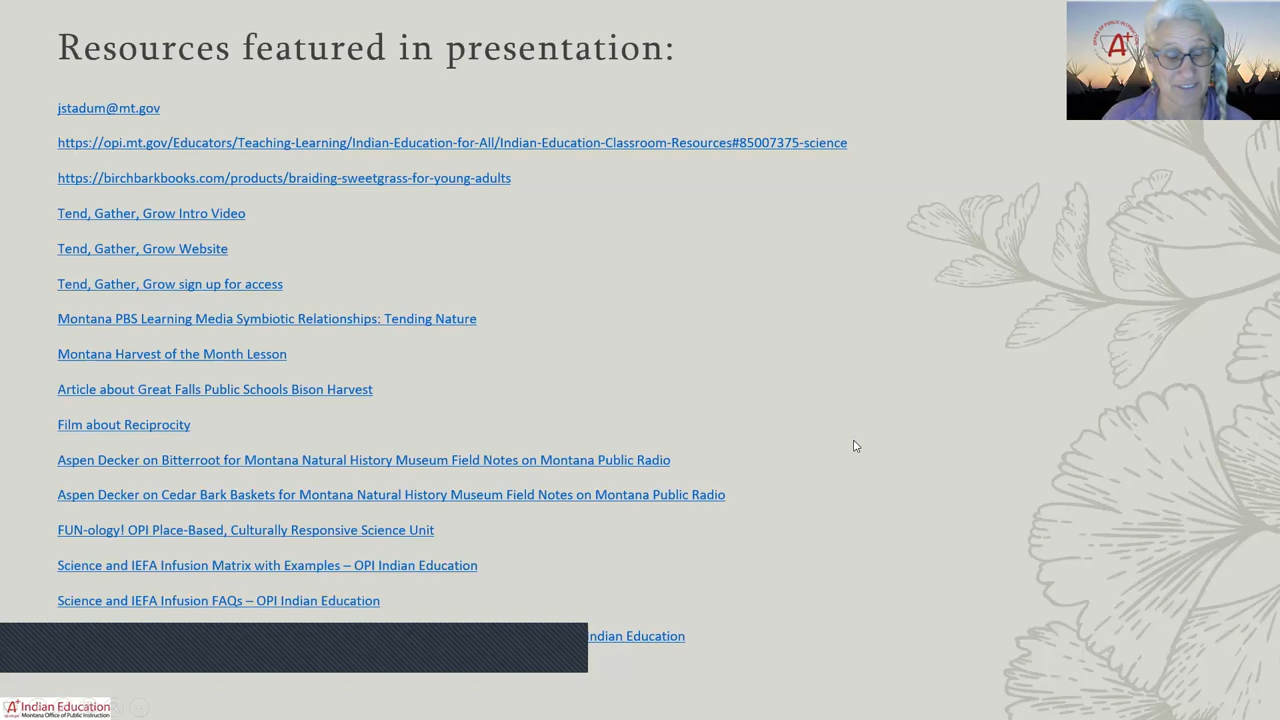 Resources featured in presentation:
jstadum@mt.gov
https://opi.mt.gov/Educators/Teaching-Learning/Indian-Education-for-All/Indian-Education-Classroom-Resources#85007375-science
https://birchbarkbooks.com/products/braiding-sweetgrass-for-young-adults
Tend, Gather, Grow Intro Video
Tend, Gather, Grow Website
Tend, Gather, Grow sign up for access
Montana PBS Learning Media Symbiotic Relationships: Tending Nature
Montana Harvest of the Month Lesson
Article about Great Falls Public Schools Bison Harvest
Film about Reciprocity
Aspen Decker on Bitterroot for Montana Natural History Museum Field Notes on Montana Public Radio
Aspen Decker on Cedar Bark Baskets for Montana Natural History Museum Field Notes on Montana Public Radio
FUN-ology! OPI Place-Based, Culturally Responsive Science Unit
Science and IEFA Infusion Matrix with Examples – OPI Indian Education
Science and IEFA Infusion FAQs – OPI Indian Education
Indian Education
A+ Indian Education
Montana Office of Public Instruction
A+